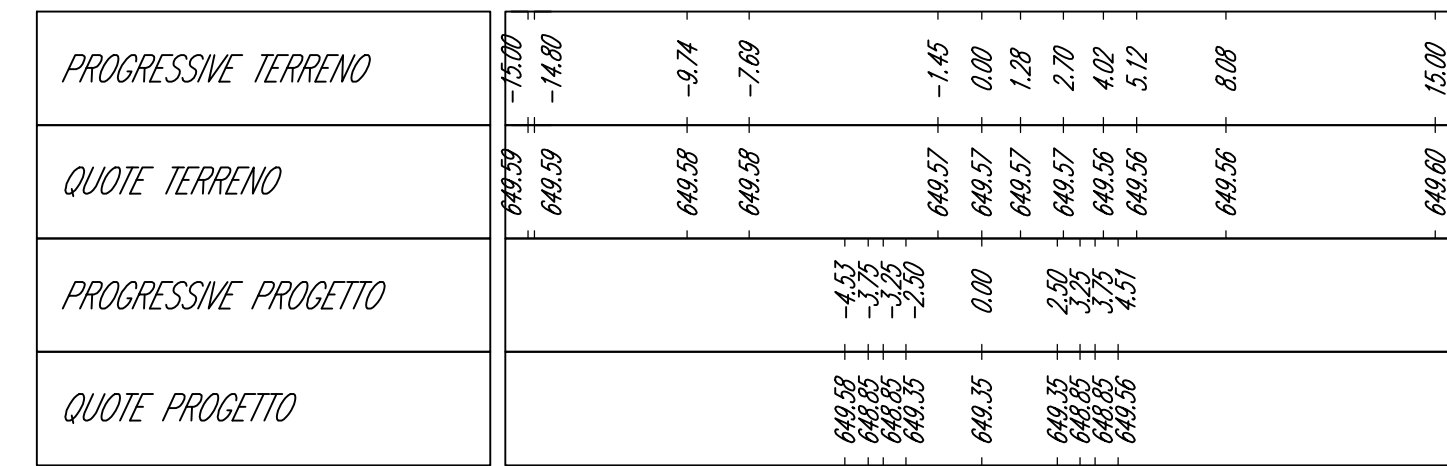 PROGRESSIVE TERRENO -15.00 -14.80 -9.74 -7.69 -1.45 0.00 1.28 2.70 4.02 5.12 8.08 15.00
QUOTE TERRENO 649.59 649.59 649.58 649.58 649.57 649.57 649.57 649.57 649.56 649.56 649.56 649.60
PROGRESSIVE PROGETTO -4.53 -3.75 -3.25 -2.50 0.00 2.50 3.25 3.75 4.51
QUOTE PROGETTO 649.58 648.85 648.85 649.35 649.35 649.35 648.85 648.85 649.56